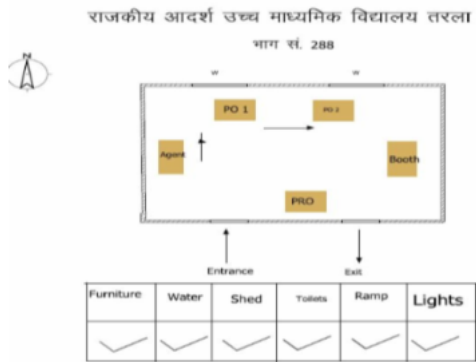 राजकीय आदर्श उच्च माध्यमिक विद्यालय तरला
भाग सं. 288
N
W W
PO 1 PO 2
Agent Booth
PRO
Entrance Exit
Furniture Water Shed Toilets Ramp Lights